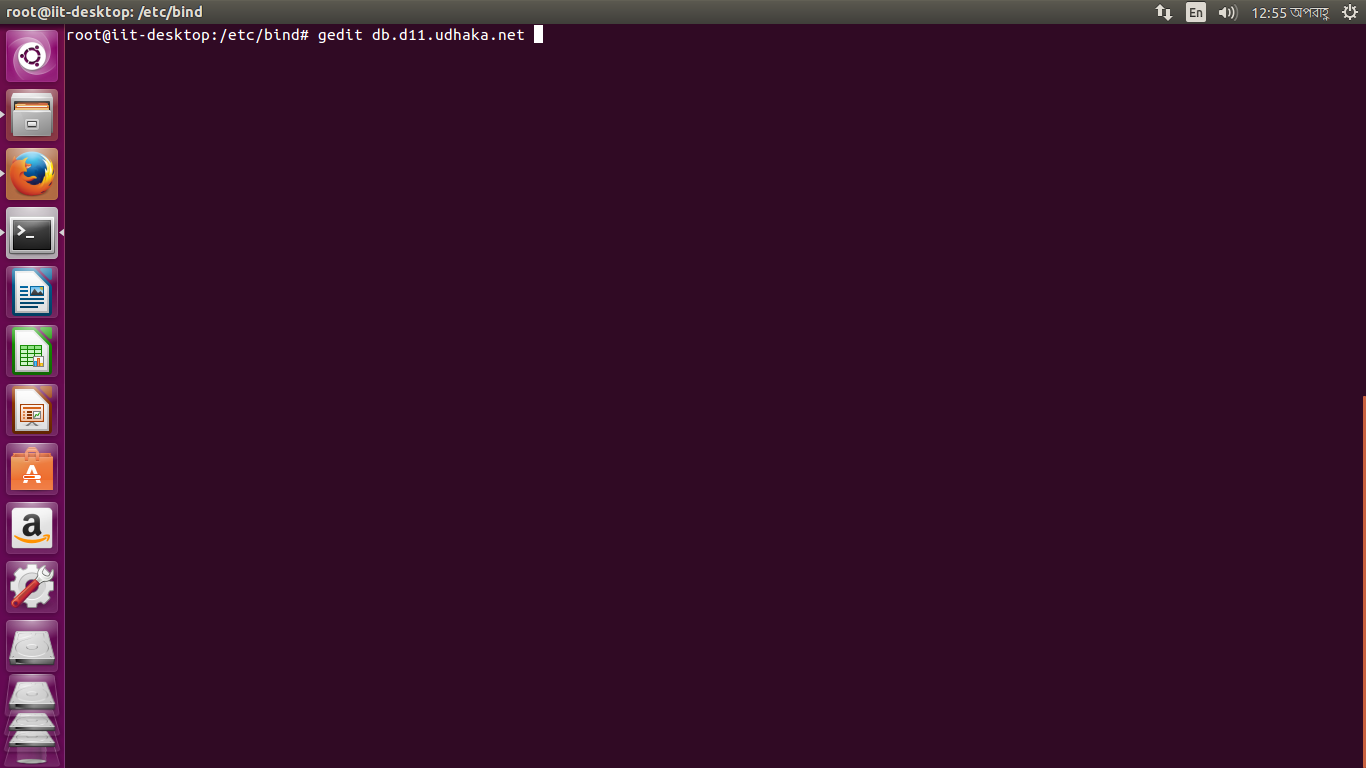 root@iit-desktop: /etc/bind
En
12:55 অপরাহ্ণ
root@iit-desktop:/etc/bind# gedit db.d11.udhaka.net